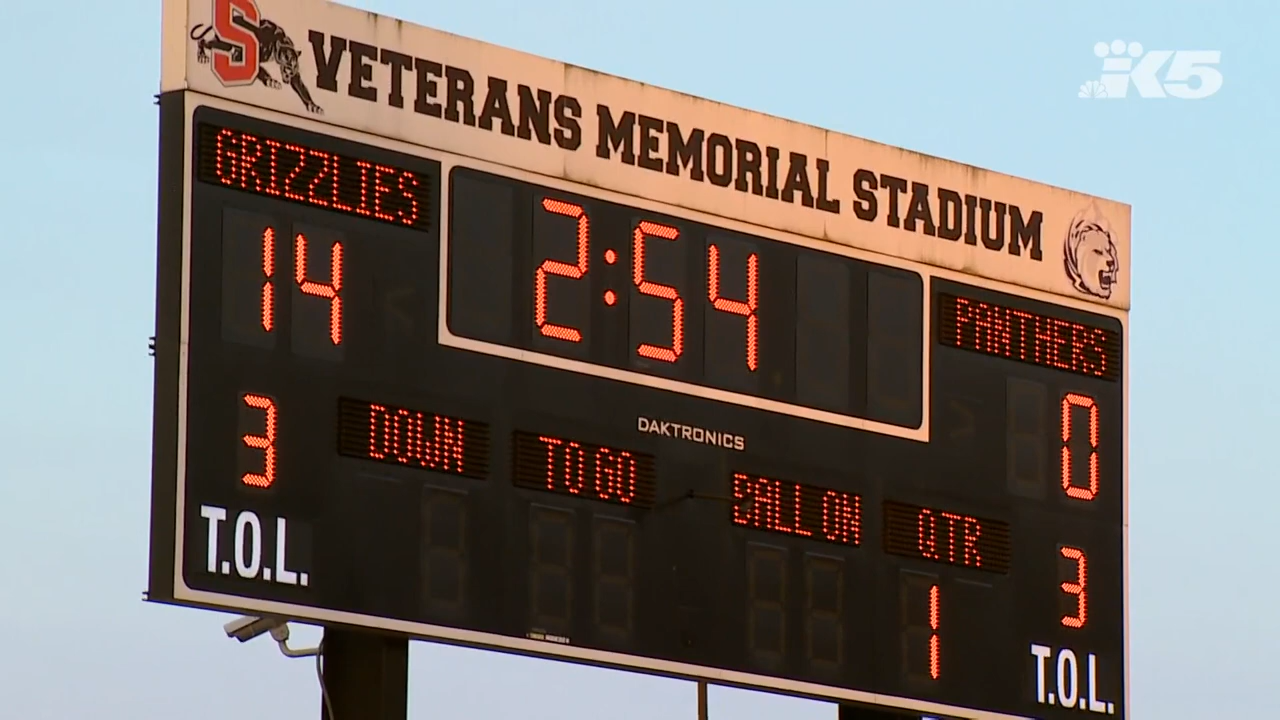 S VETERANS MEMORIAL STADIUM
K5
GRIZZLIES
14
2:54
PANTHERS
0
3
DOWN
TO GO
DAKTRONICS
BALL ON
QTR
1
3
T.O.L.
T.O.L.